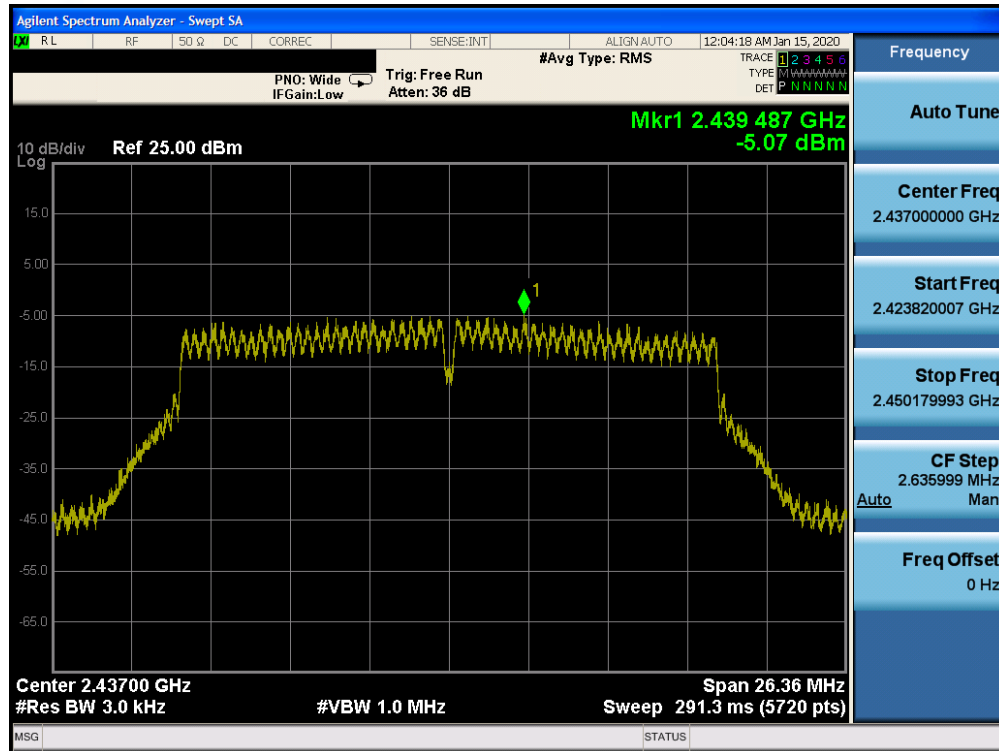 Agilent Spectrum Analyzer - Swept SA
LXI RL RF 50 Ω DC CORREC SENSE:INT ALIGN AUTO 12:04:18 AM Jan 15, 2020
Frequency
#Avg Type: RMS
TRACE 1 2 3 4 5 6
PNO: Wide Trig: Free Run
TYPE M WWWWW
IFGain:Low Atten: 36 dB
DET P N N N N N
Auto Tune
Mkr1 2.439 487 GHz
-5.07 dBm
10 dB/div Ref 25.00 dBm
Log
Center Freq
2.437000000 GHz
15.0
5.00
Start Freq
2.423820007 GHz
1
-5.00
-15.0
Stop Freq
2.450179993 GHz
-25.0
-35.0
CF Step
2.635999 MHz
Auto Man
-45.0
-55.0
Freq Offset
0 Hz
-65.0
Center 2.43700 GHz Span 26.36 MHz
#Res BW 3.0 kHz #VBW 1.0 MHz Sweep 291.3 ms (5720 pts)
MSG STATUS